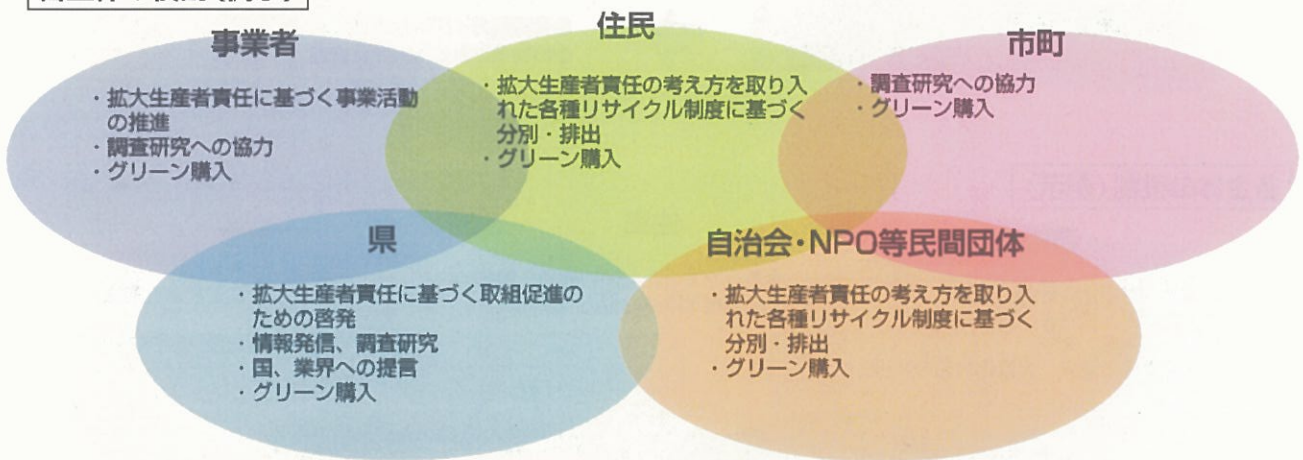 事業者
・拡大生産者責任に基づく事業活動
の推進
・調査研究への協力
・グリーン購入
住民
・拡大生産者責任の考え方を取り入
れた各種リサイクル制度に基づく
分別・排出
・グリーン購入
市町
・調査研究への協力
・グリーン購入
県
・拡大生産者責任に基づく取組促進の
ための啓発
・情報発信、調査研究
・国、業界への提言
・グリーン購入
自治会・NPO等民間団体
・拡大生産者責任の考え方を取り入
れた各種リサイクル制度に基づく
分別・排出
・グリーン購入